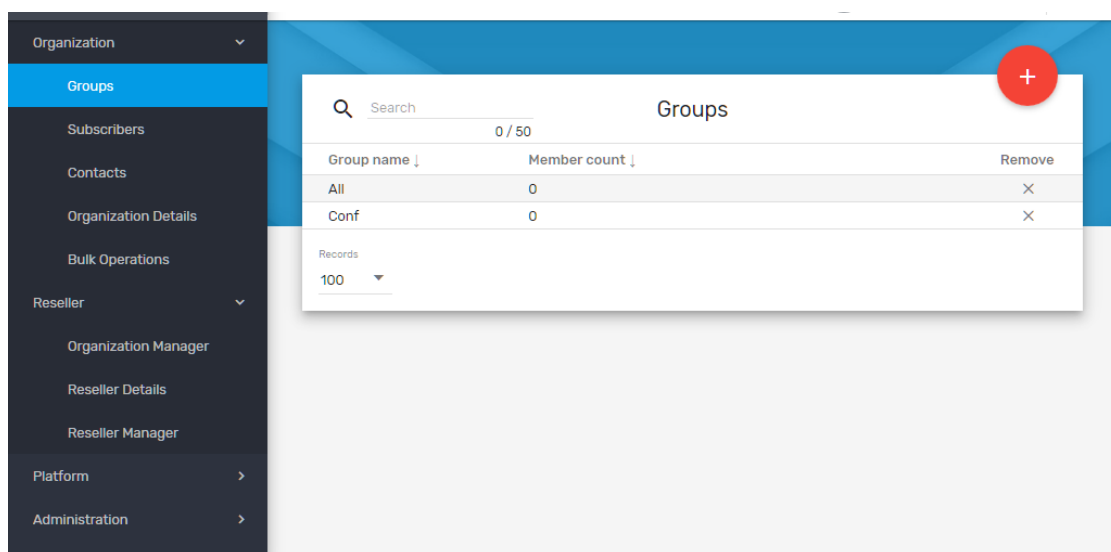 Organization
Groups
Subscribers
Contacts
Organization Details
Bulk Operations
Reseller
Organization Manager
Reseller Details
Reseller Manager
Platform
Administration
Search
0 / 50
Groups
Group name ↓ Member count ↓ Remove
All 0
Conf 0
Records
100